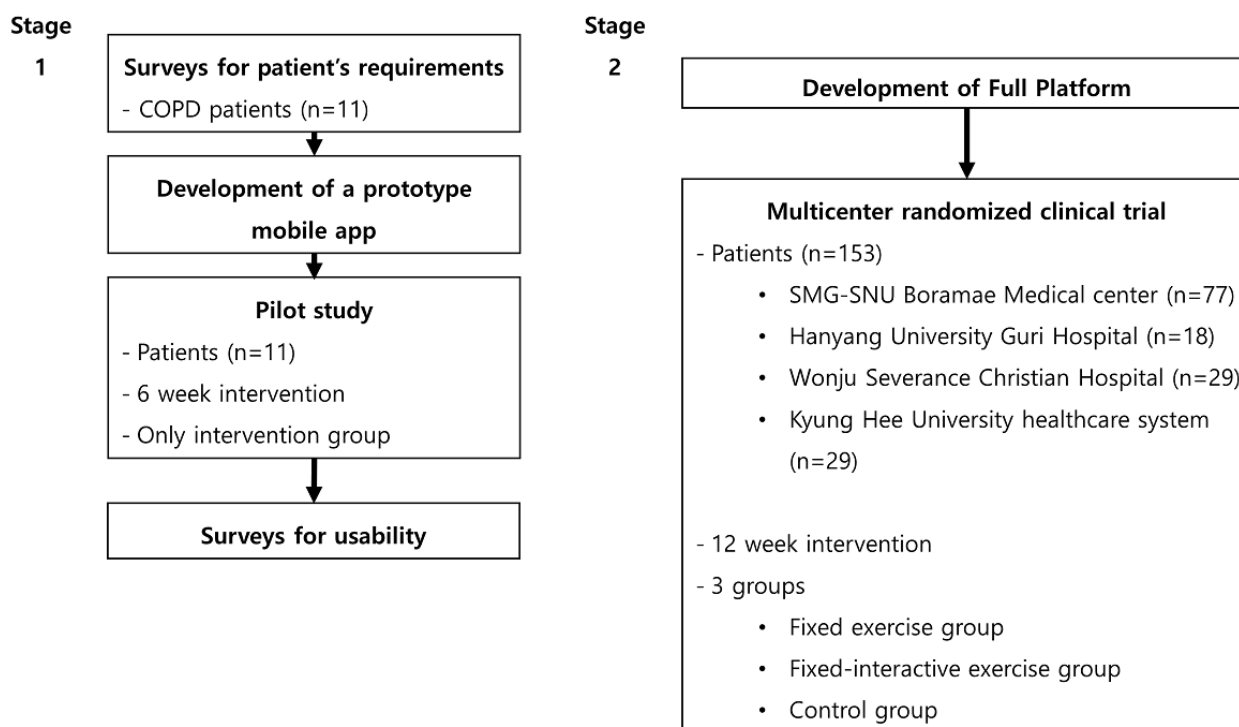 Stage
1
Surveys for patient's requirements
- COPD patients (n=11)
Development of a prototype
mobile app
Pilot study
- Patients (n=11)
- 6 week intervention
- Only intervention group
Surveys for usability
Stage
2
Development of Full Platform
Multicenter randomized clinical trial
- Patients (n=153)
• SMG-SNU Boramae Medical center (n=77)
• Hanyang University Guri Hospital (n=18)
• Wonju Severance Christian Hospital (n=29)
• Kyung Hee University healthcare system
(n=29)
- 12 week intervention
- 3 groups
• Fixed exercise group
• Fixed-interactive exercise group
• Control group